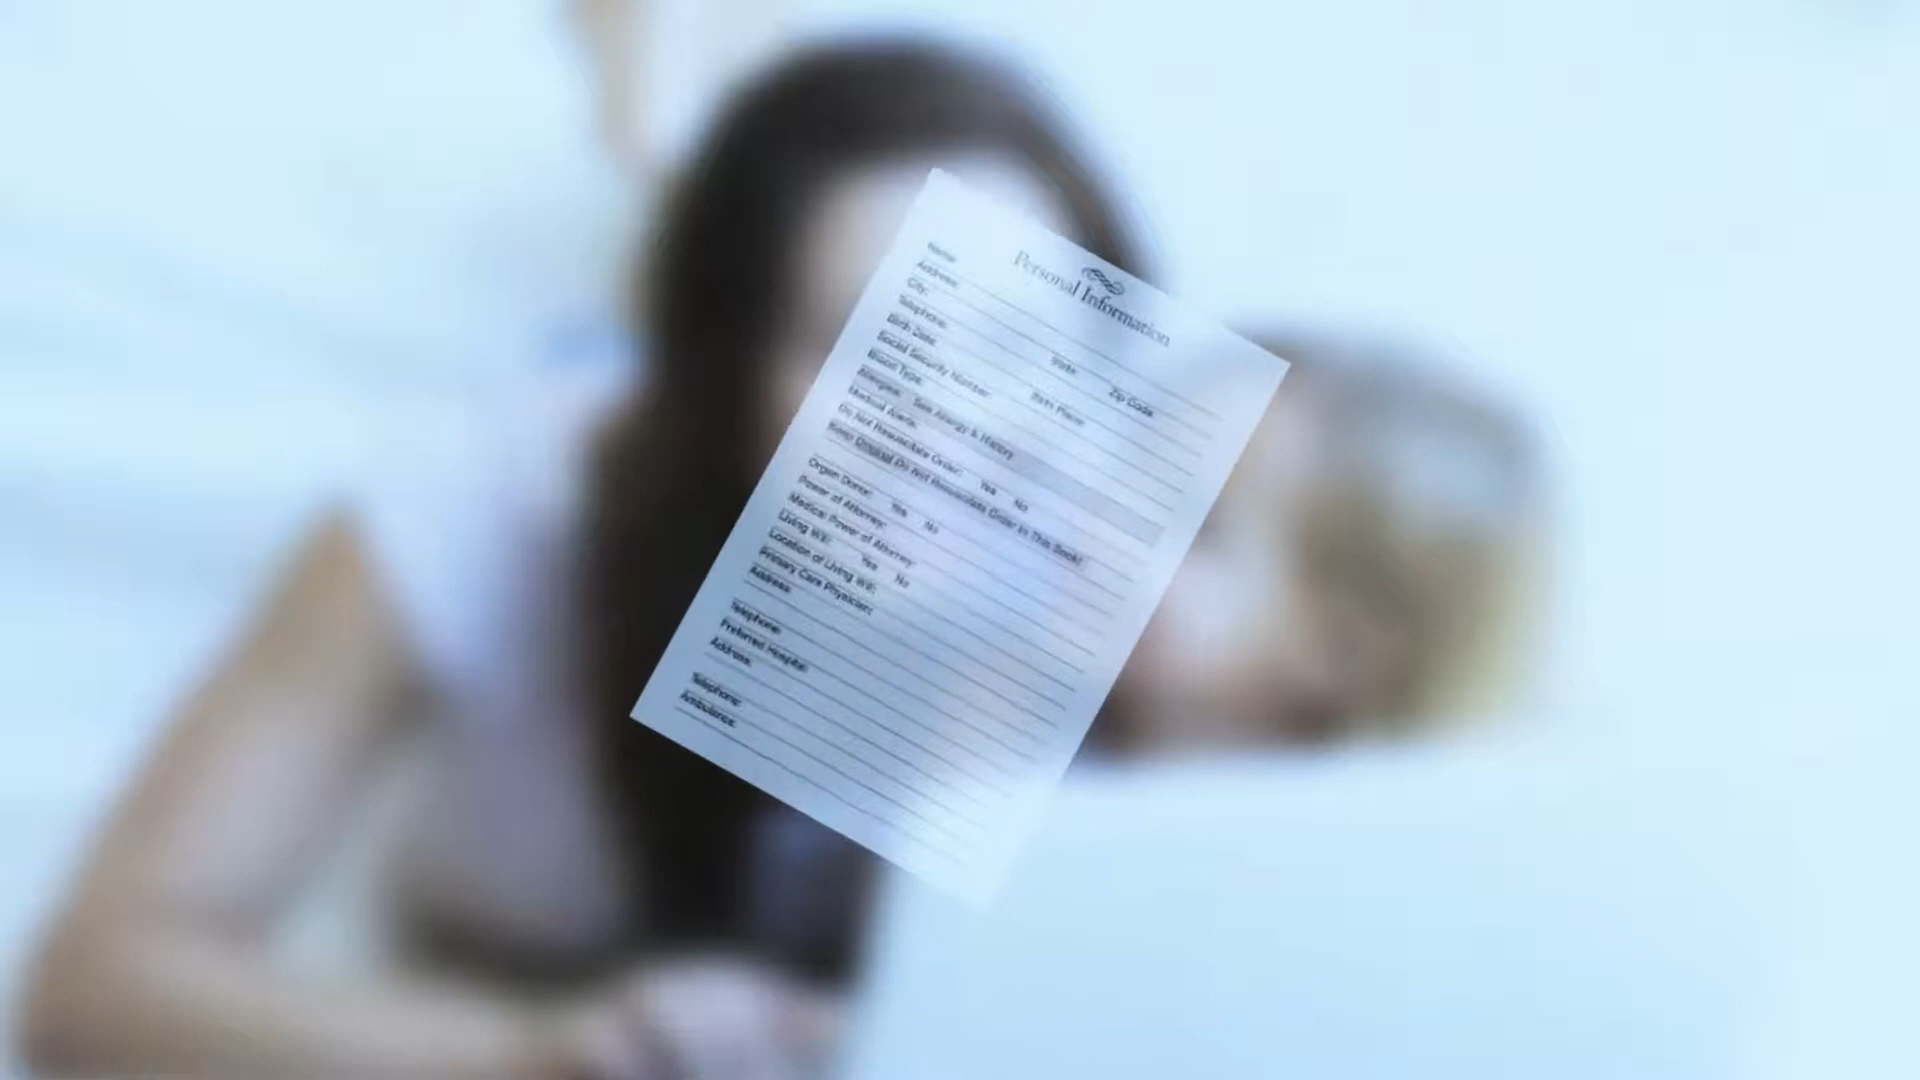 Personal Information
Name
Address:
City: State: Zip Code:
Telephone:
Birth Date: Birth Place:
Social Security Number:
Blood Type:
Allergies: See Allergy & History
Medical Alerts:
Do Not Resuscitate Order: Yes No
Keep Original Do Not Resuscitate Order In This Book!
Organ Donor: Yes No
Power of Attorney:
Medical Power of Attorney:
Living Will: Yes No
Location of Living Will:
Primary Care Physician:
Address:
Telephone:
Preferred Hospital:
Address:
Telephone:
Ambulance: